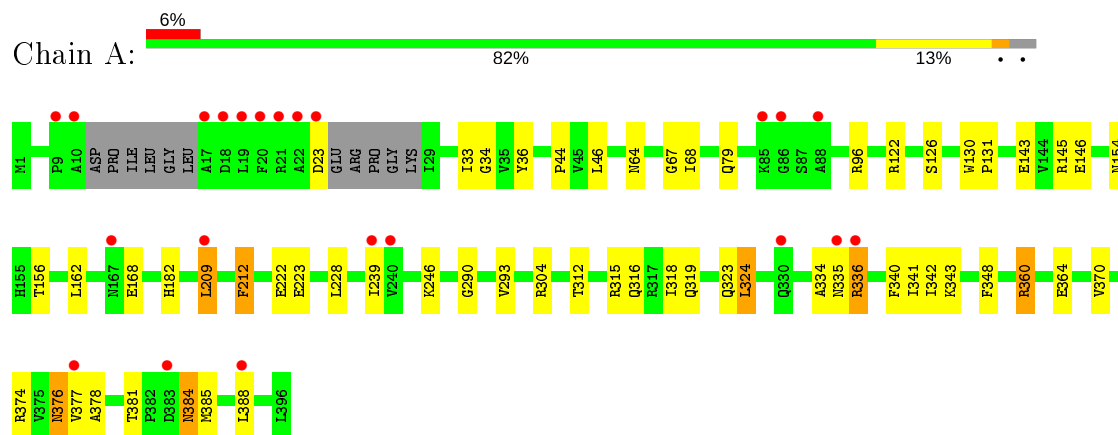 6%
Chain A:
82% 13% • •
M1 P9 A10 ASP PRO ILE LEU GLY LEU A17 D18 L19 F20 R21 A22 D23 GLU ARG PRO GLY LYS I29 I33 G34 V35 Y36 P44 V45 L46 N64 G67 I68 Q79 K85 G86 S87 A88 R96 R122 S126 W130 P131 E143 V144 R145 E146 N154
H155 T156 L162 N167 E168 H182 L209 F212 E222 E223 L228 I239 V240 K246 G290 V293 R304 T312 R315 Q316 R317 I318 Q319 Q323 L324 Q330 A334 N335 R336 F340 I341 I342 K343 F348 R360 E364 V370
R374 V375 N376 V377 A378 T381 P382 D383 N384 M385 L388 L396